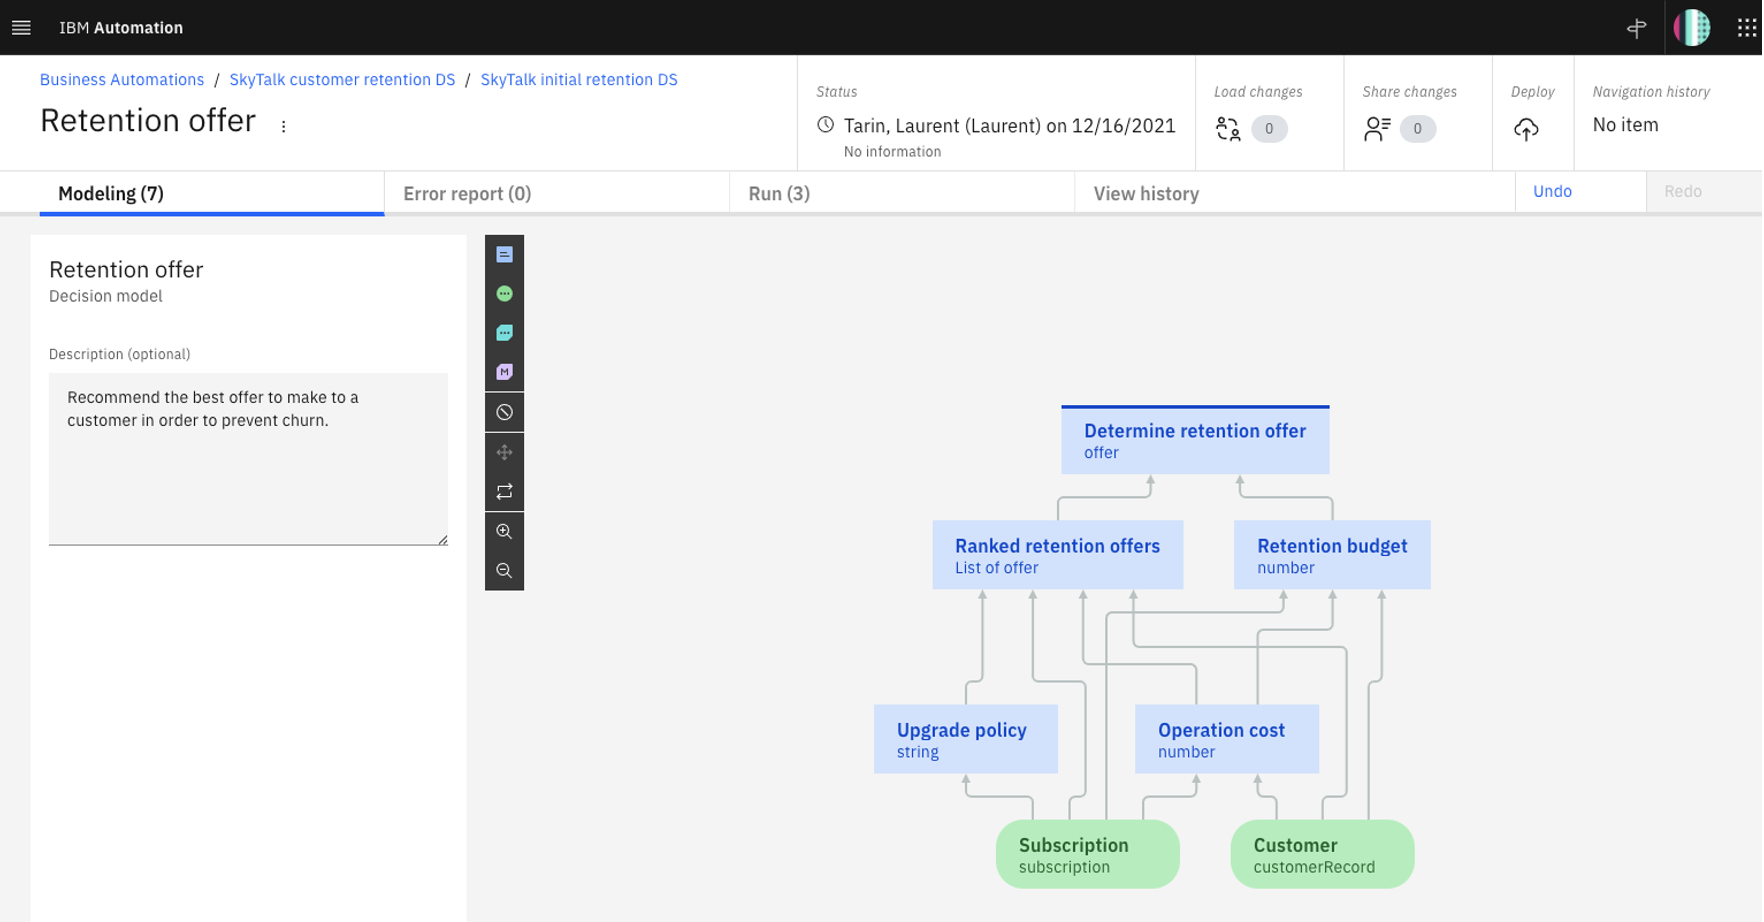 IBM Automation
Business Automations / SkyTalk customer retention DS / SkyTalk initial retention DS
Retention offer
Status
Tarin, Laurent (Laurent) on 12/16/2021
No information
Load changes
0
Share changes
0
Deploy
Navigation history
No item
Modeling (7)
Error report (0)
Run (3)
View history
Undo
Redo
Retention offer
Decision model
Description (optional)
Recommend the best offer to make to a
customer in order to prevent churn.
M
Determine retention offer
offer
Ranked retention offers
List of offer
Retention budget
number
Upgrade policy
string
Operation cost
number
Subscription
subscription
Customer
customerRecord